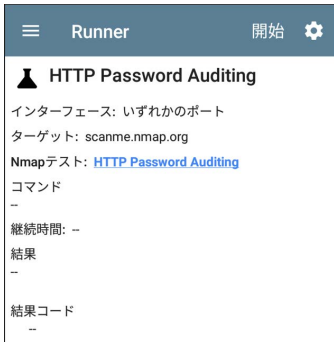 Runner 開始
HTTP Password Auditing
インターフェース: いずれかのポート
ターゲット: scanme.nmap.org
Nmapテスト: HTTP Password Auditing
コマンド
--
継続時間: --
結果
--
結果コード
--